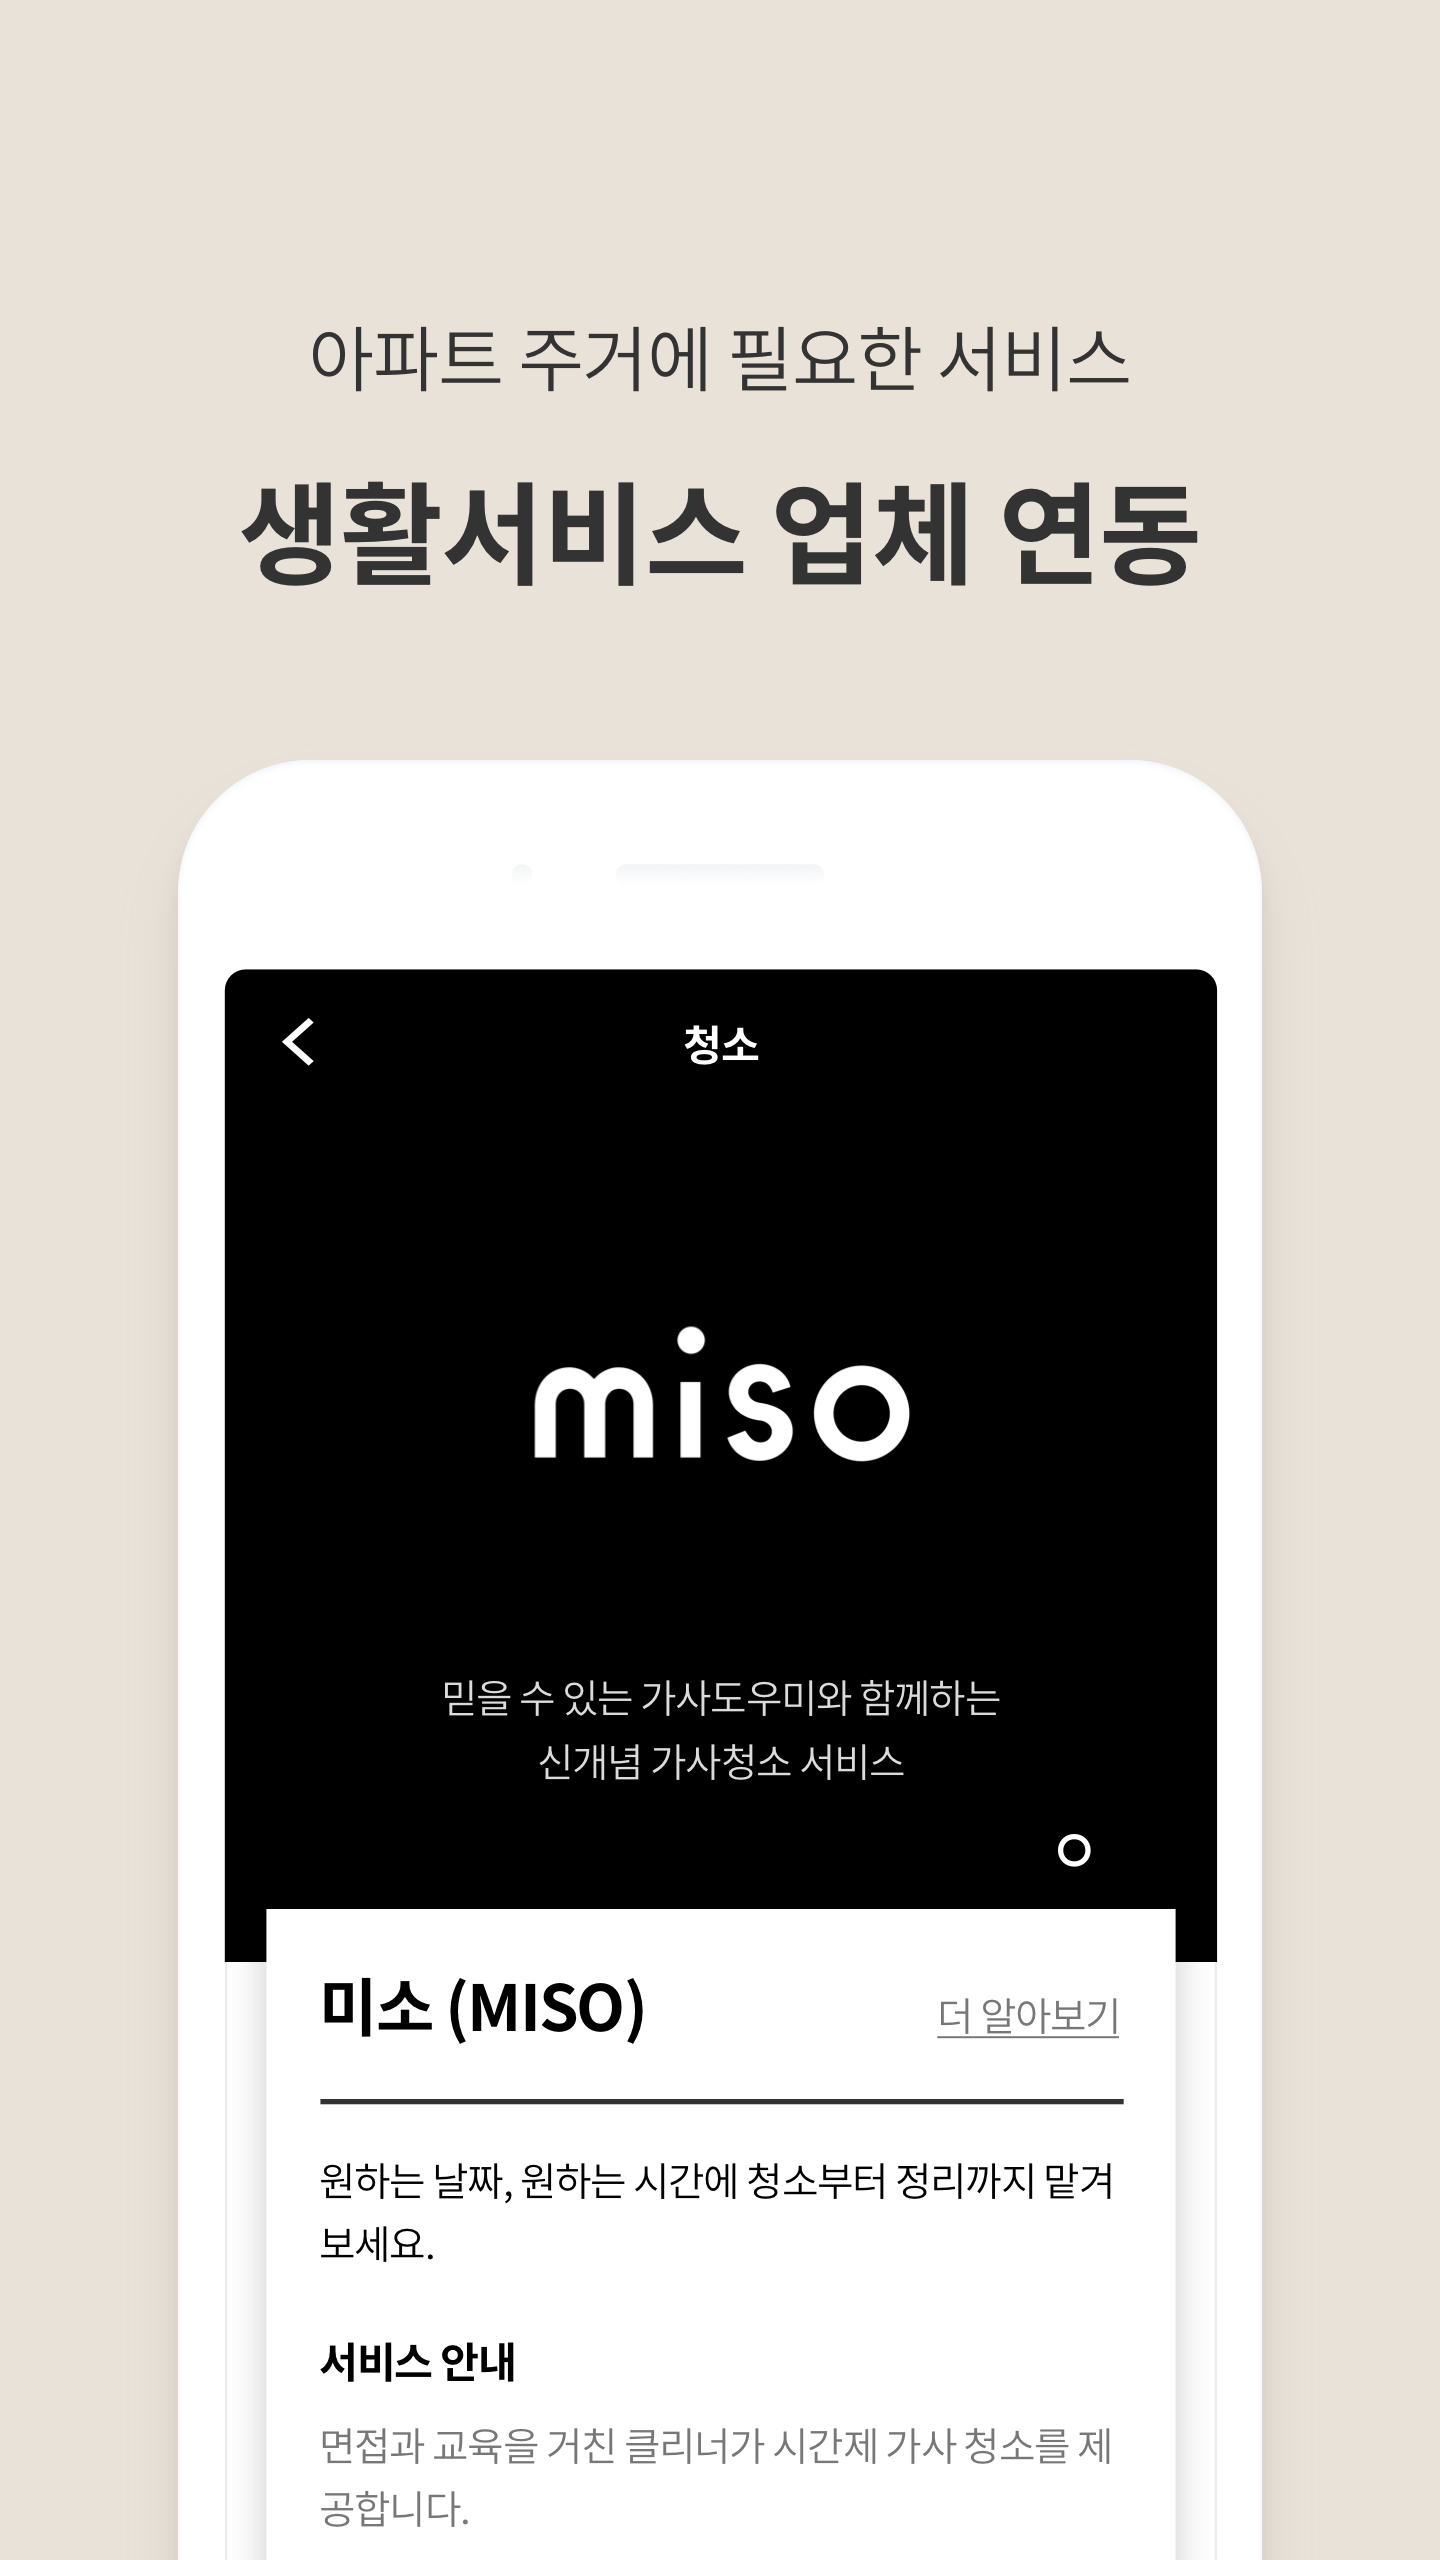 아파트 주거에 필요한 서비스
생활서비스 업체 연동
청소
miso
믿을 수 있는 가사도우미와 함께하는
신개념 가사청소 서비스
미소 (MISO)
더 알아보기
원하는 날짜, 원하는 시간에 청소부터 정리까지 맡겨
보세요.
서비스 안내
면접과 교육을 거친 클리너가 시간제 가사 청소를 제
공합니다.